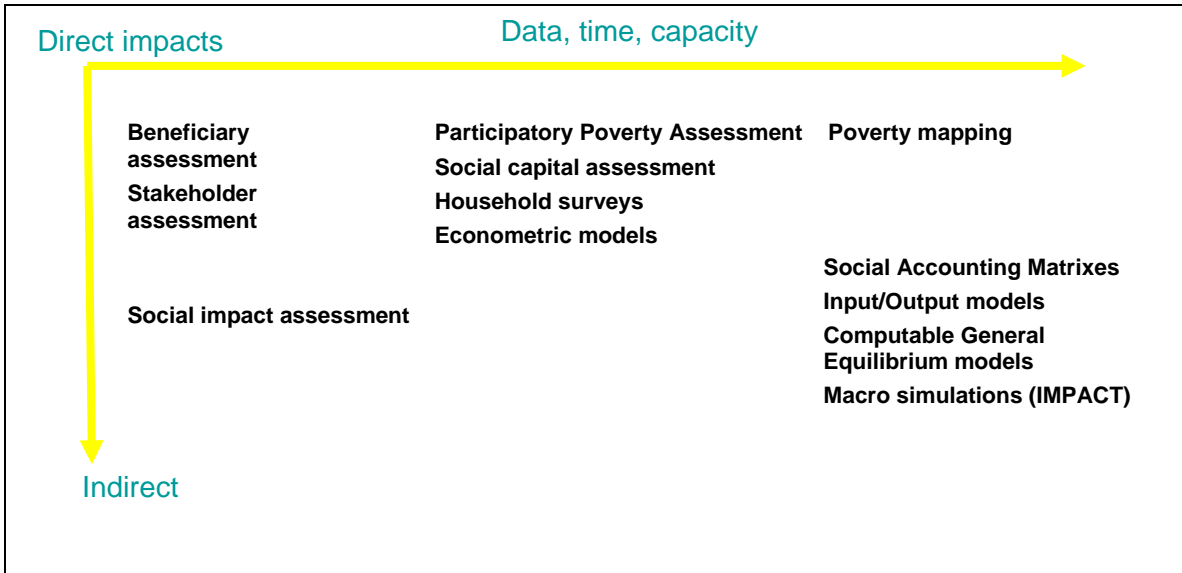 Direct impacts
Data, time, capacity
Beneficiary
assessment
Stakeholder
assessment
Social impact assessment
Participatory Poverty Assessment
Social capital assessment
Household surveys
Econometric models
Poverty mapping
Social Accounting Matrixes
Input/Output models
Computable General
Equilibrium models
Macro simulations (IMPACT)
Indirect